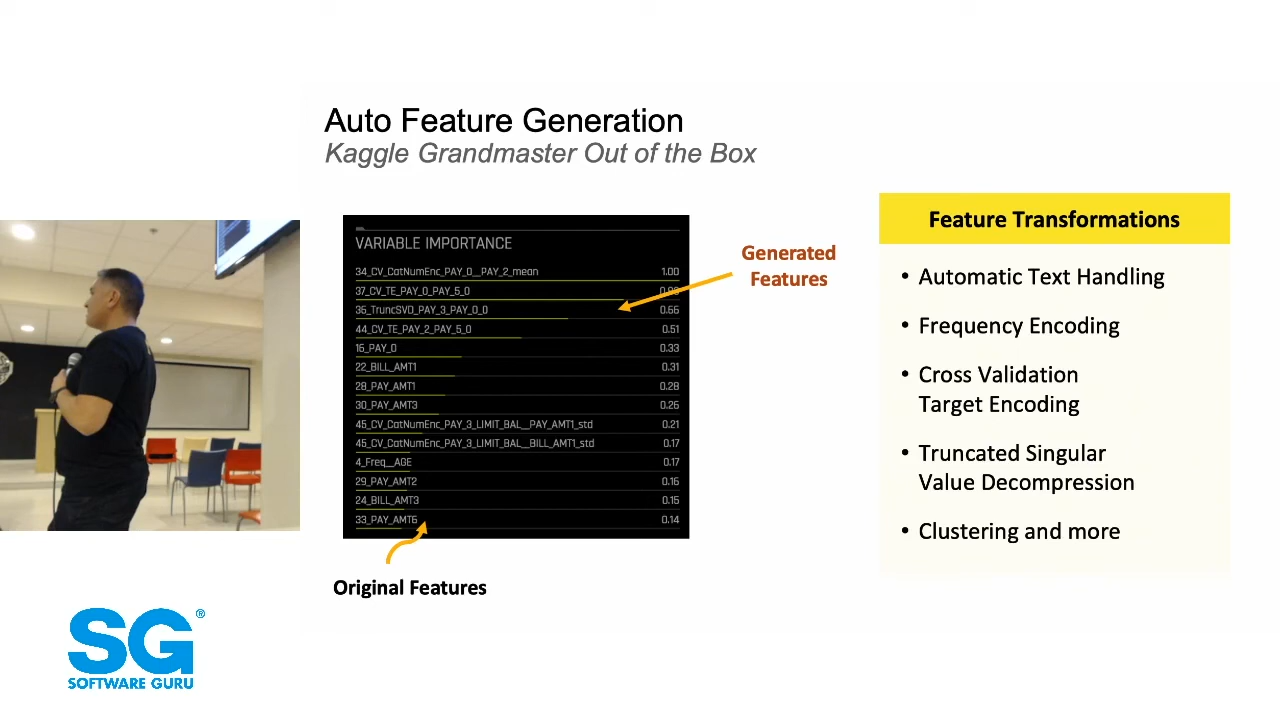 Auto Feature Generation
Kaggle Grandmaster Out of the Box
VARIABLE IMPORTANCE
34_CV_CatNumEnc_PAY_0__PAY_2_mean 1.00
37_CV_TE_PAY_0_PAY_5_0
36_TruncSVD_PAY_3_PAY_0_0 0.66
44_CV_TE_PAY_2_PAY_5_0 0.51
16_PAY_0 0.33
22_BILL_AMT1 0.31
28_PAY_AMT1 0.28
30_PAY_AMT3 0.26
45_CV_CatNumEnc_PAY_3_LIMIT_BAL__PAY_AMT1_std 0.21
45_CV_CatNumEnc_PAY_3_LIMIT_BAL__BILL_AMT1_std 0.17
4_Freq__AGE 0.17
29_PAY_AMT2 0.16
24_BILL_AMT3 0.15
33_PAY_AMT6 0.14
Generated
Features
Original Features
Feature Transformations
• Automatic Text Handling
• Frequency Encoding
• Cross Validation
Target Encoding
• Truncated Singular
Value Decompression
• Clustering and more
SG®
SOFTWARE GURU